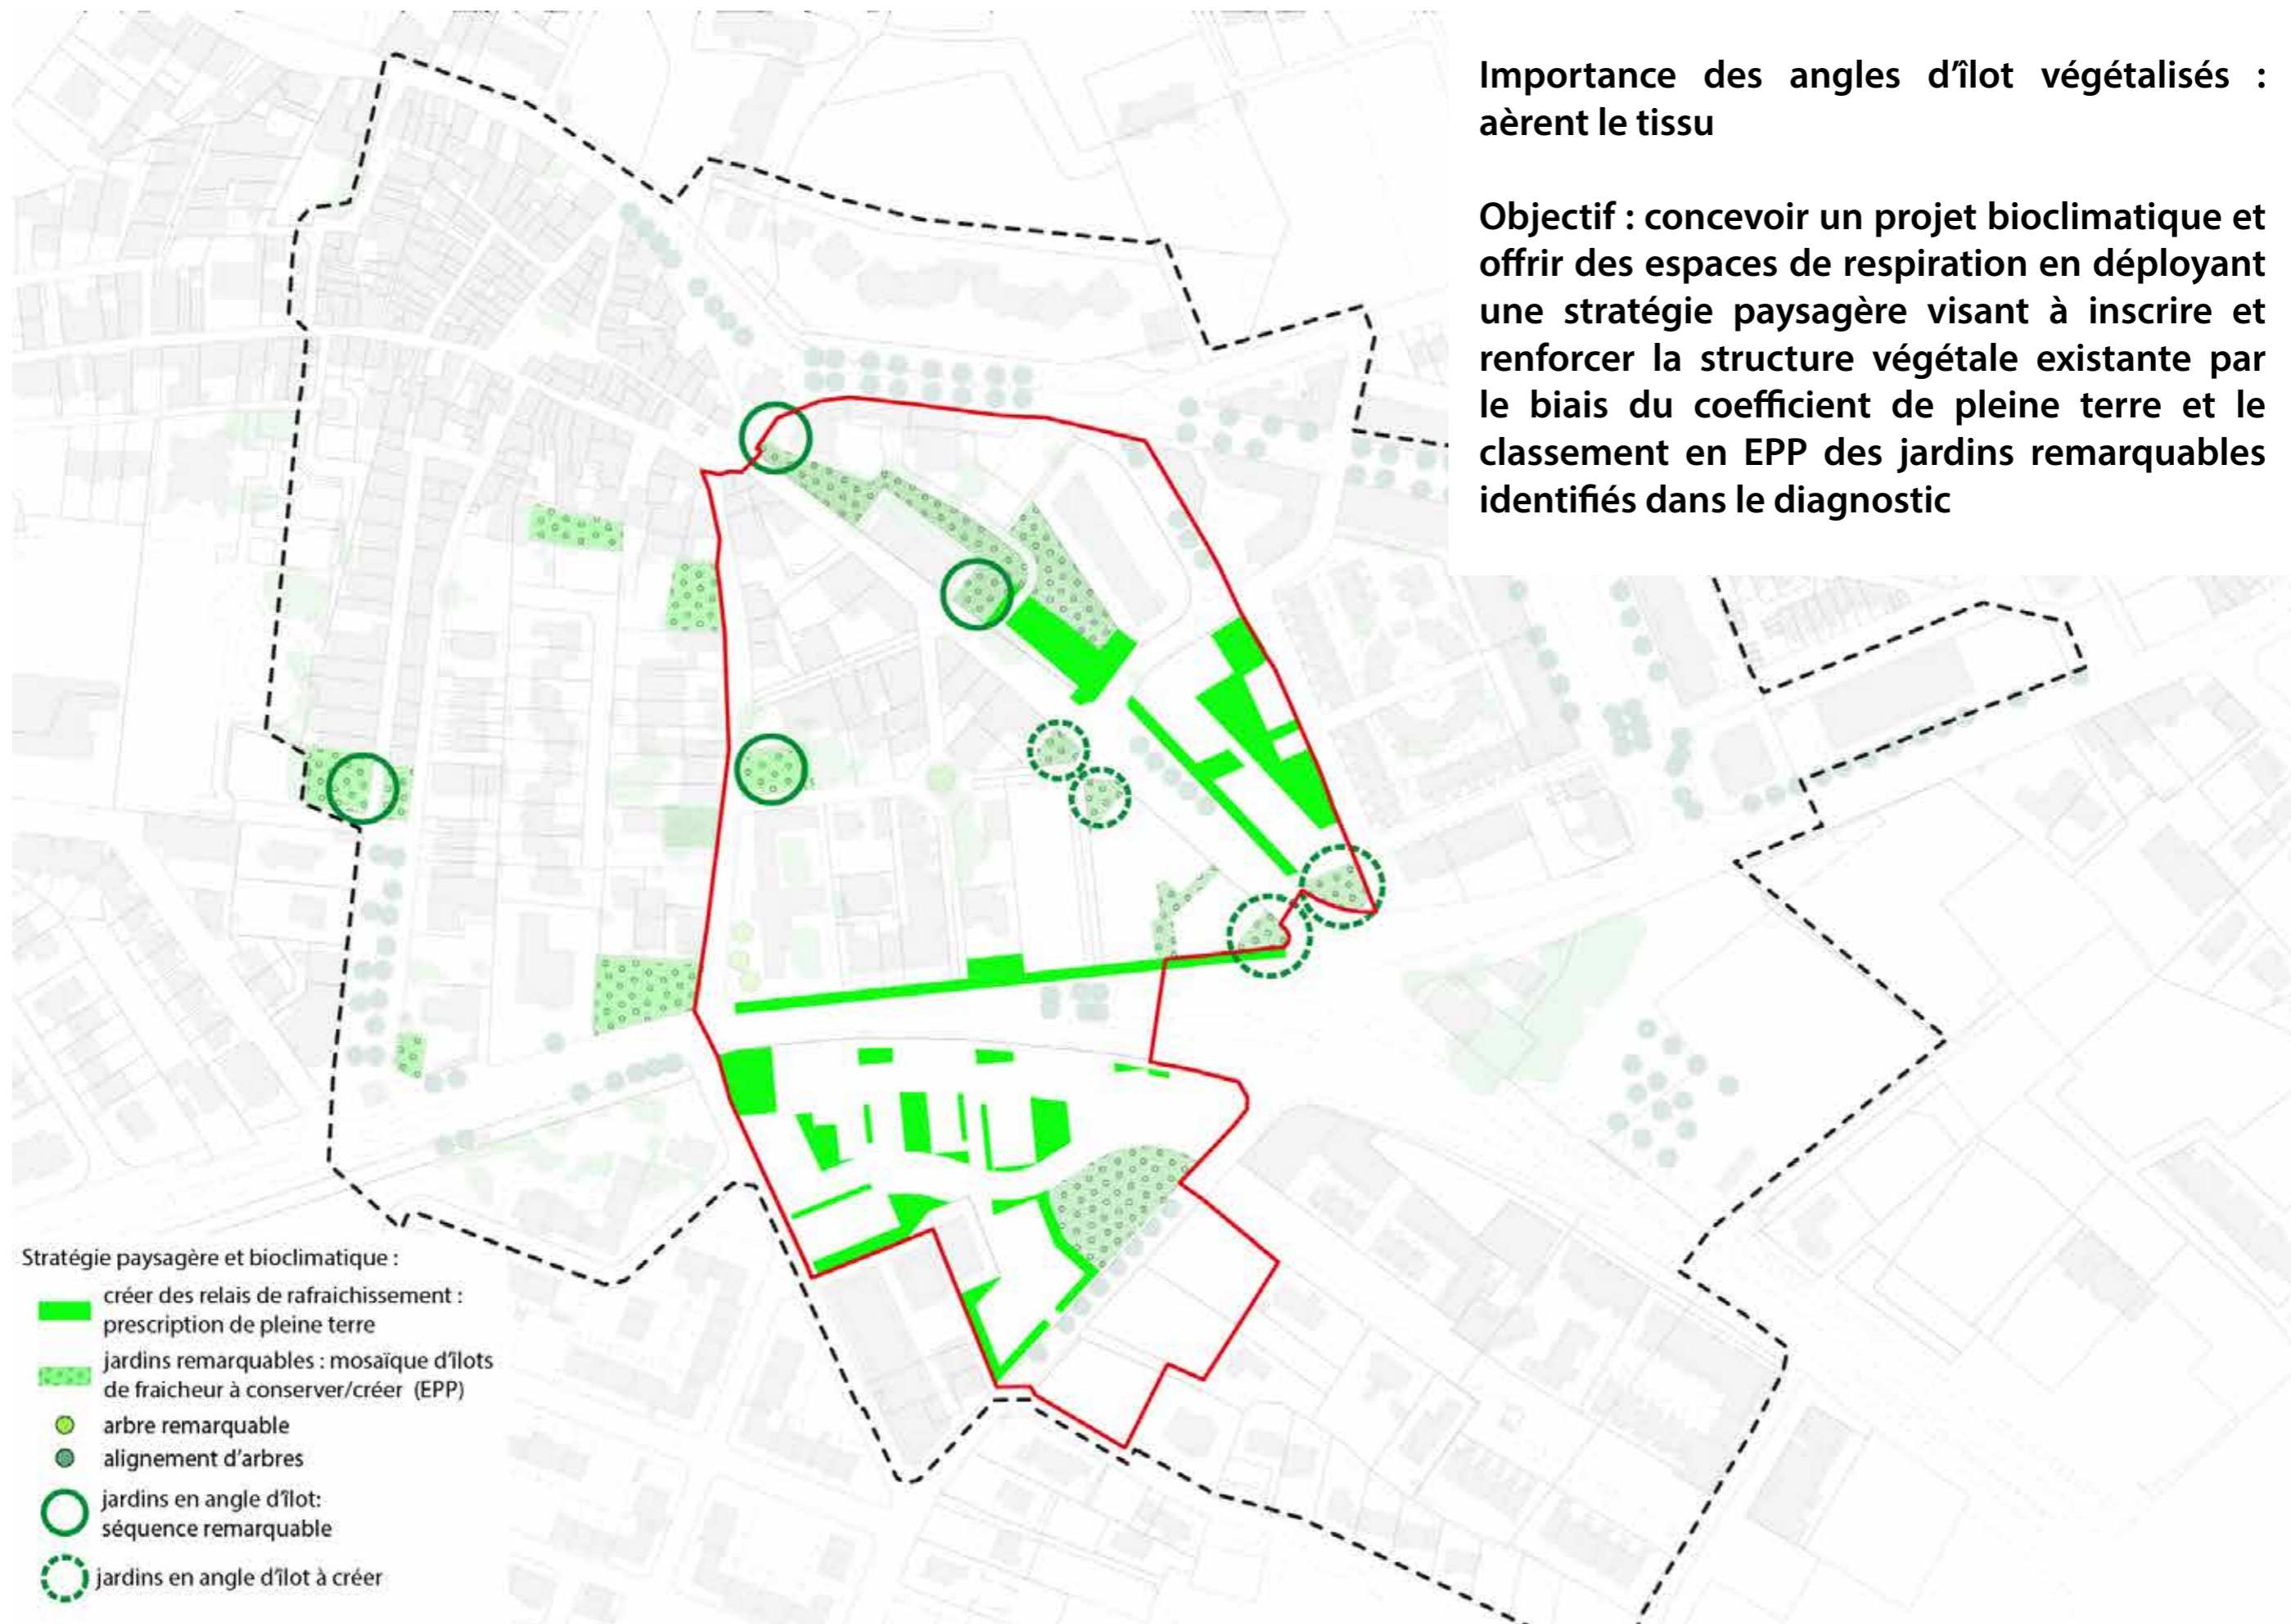 Importance des angles d'îlot végétalisés :
aèrent le tissu
Objectif : concevoir un projet bioclimatique et
offrir des espaces de respiration en déployant
une stratégie paysagère visant à inscrire et
renforcer la structure végétale existante par
le biais du coefficient de pleine terre et le
classement en EPP des jardins remarquables
identifiés dans le diagnostic
Stratégie paysagère et bioclimatique :
créer des relais de rafraichissement :
prescription de pleine terre
jardins remarquables : mosaïque d'îlots
de fraicheur à conserver/créer (EPP)
arbre remarquable
alignement d'arbres
jardins en angle d'îlot:
séquence remarquable
jardins en angle d'îlot à créer